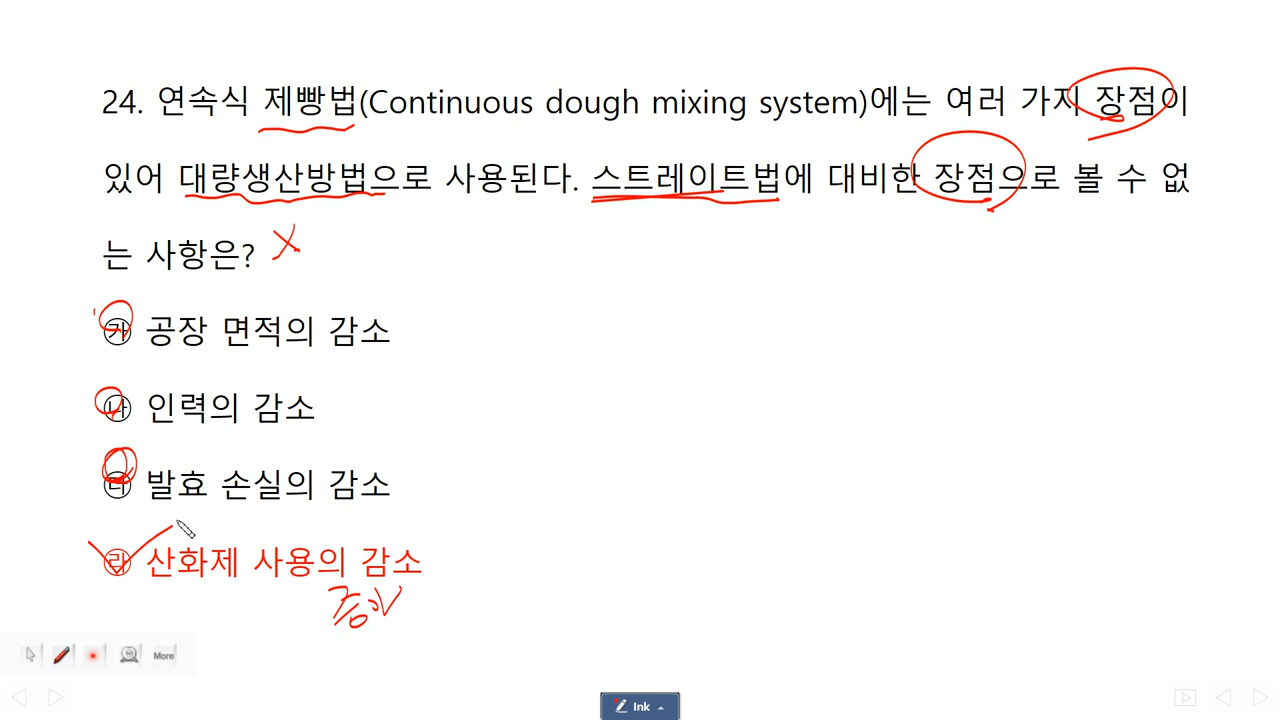 24. 연속식 제빵법(Continuous dough mixing system)에는 여러 가지 장점이
있어 대량생산방법으로 사용된다. 스트레이트법에 대비한 장점으로 볼 수 없
는 사항은? X
㉮ 공장 면적의 감소
㉯ 인력의 감소
㉰ 발효 손실의 감소
㉱ 산화제 사용의 감소
증가
More
Ink